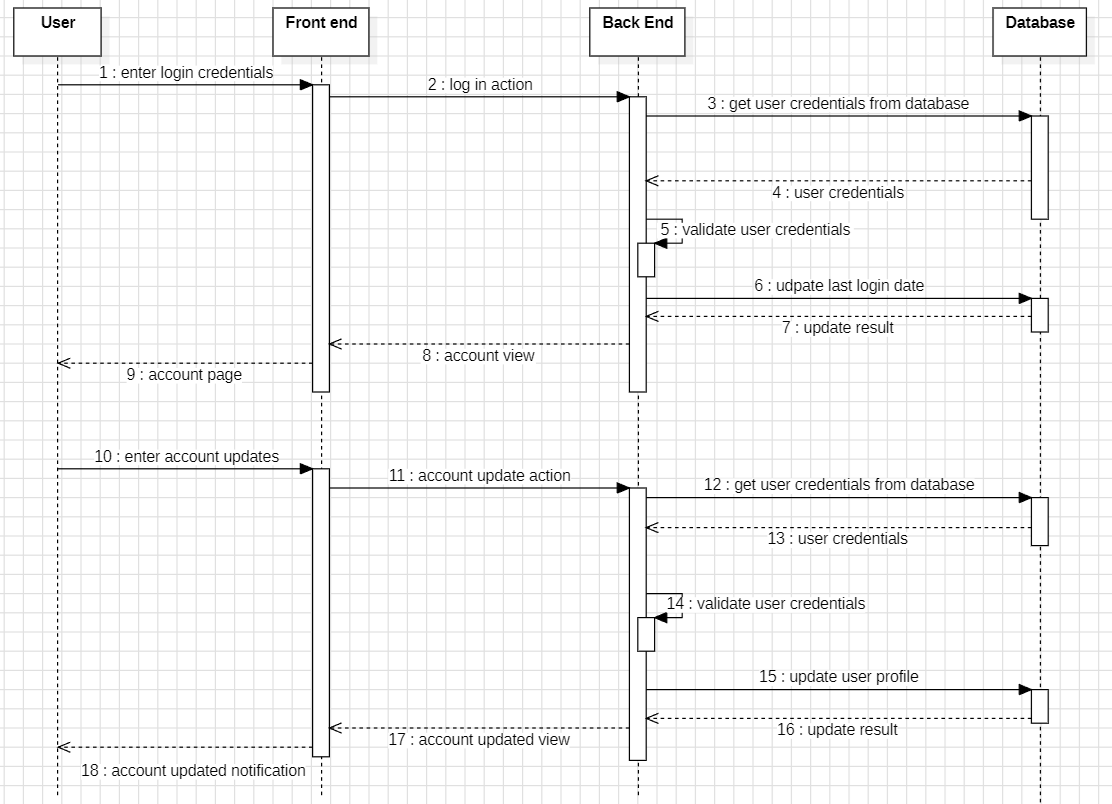 User
Front end
Back End
Database
1 : enter login credentials
2 : log in action
3 : get user credentials from database
4 : user credentials
5 : validate user credentials
6 : udpate last login date
7 : update result
8 : account view
9 : account page
10 : enter account updates
11 : account update action
12 : get user credentials from database
13 : user credentials
14 : validate user credentials
15 : update user profile
16 : update result
17 : account updated view
18 : account updated notification